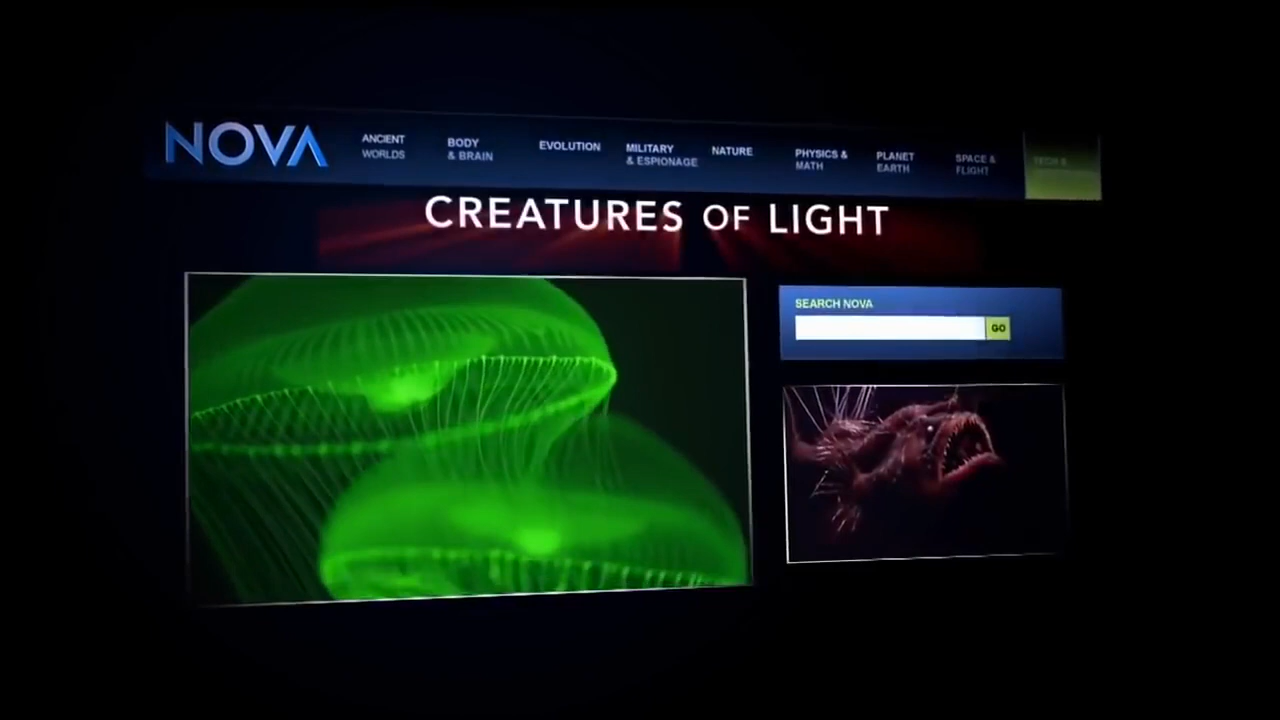 NOVA
ANCIENT
WORLDS
BODY
& BRAIN
EVOLUTION
MILITARY
& ESPIONAGE
NATURE
PHYSICS &
MATH
PLANET
EARTH
SPACE &
FLIGHT
TECH &
CREATURES OF LIGHT
SEARCH NOVA
GO